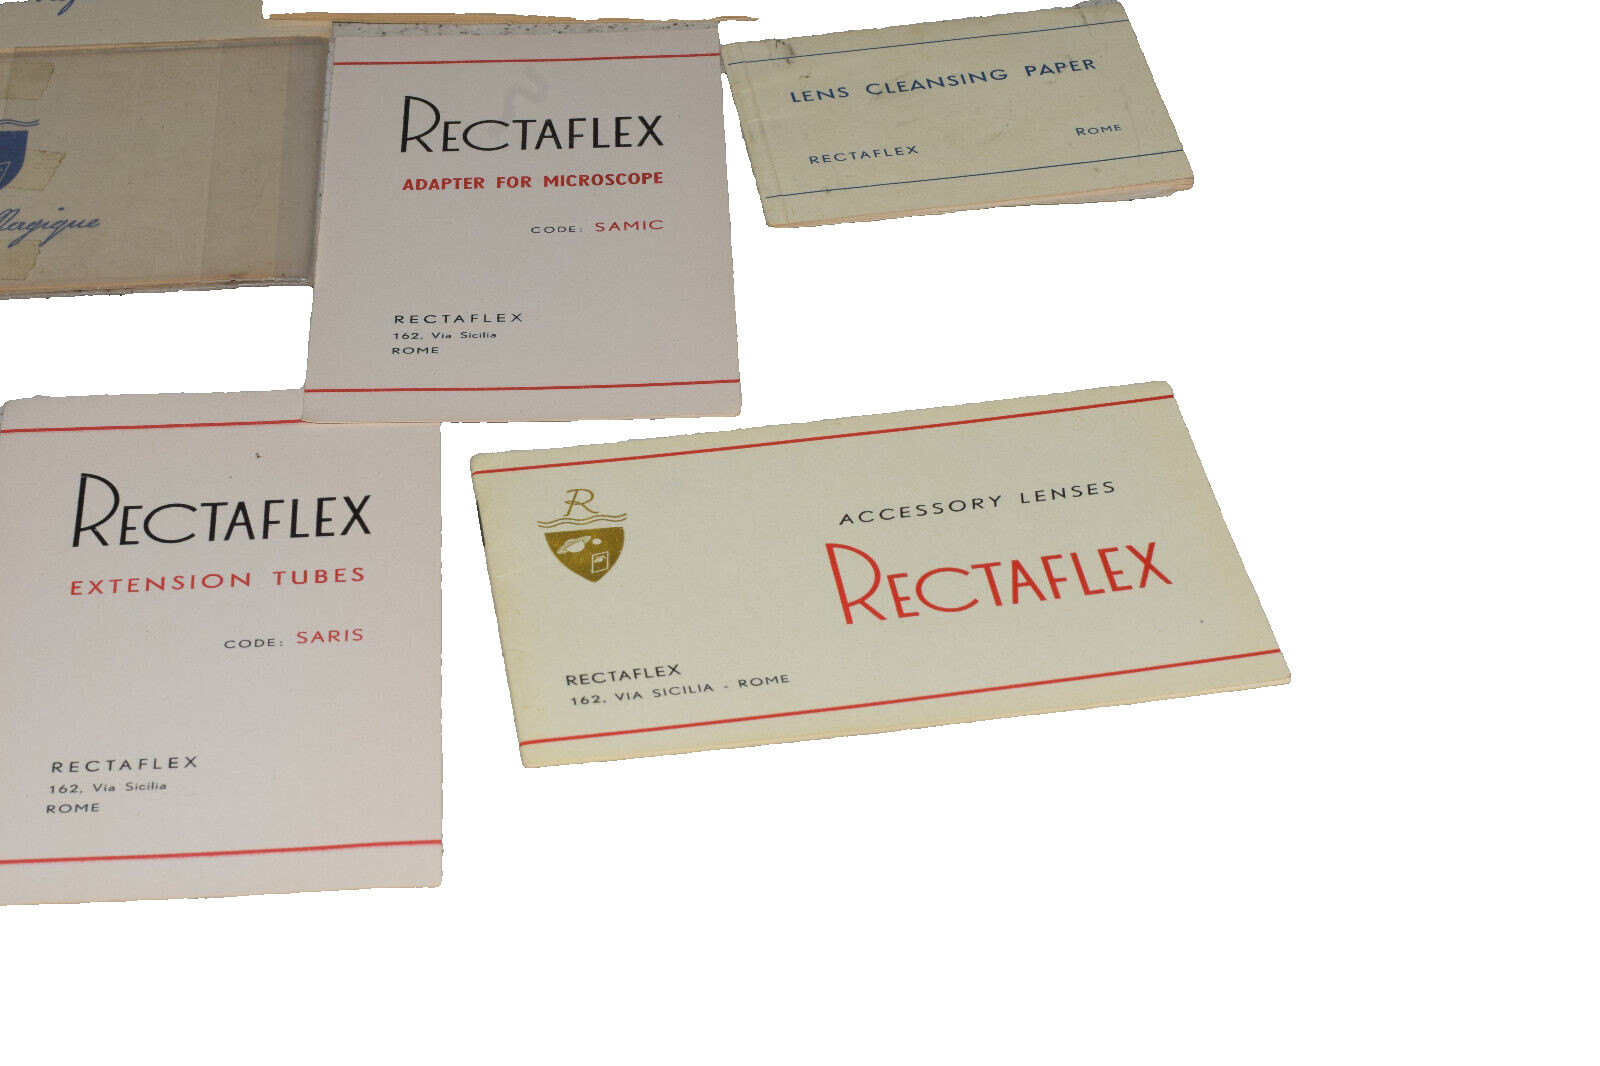 Magique
RECTAFLEX
ADAPTER FOR MICROSCOPE
CODE: SAMIC
RECTAFLEX
162, Via Sicilia
ROME
LENS CLEANSING PAPER
ROME
RECTAFLEX
RECTAFLEX
EXTENSION TUBES
CODE: SARIS
RECTAFLEX
162, Via Sicilia
ROME
R
ACCESSORY LENSES
RECTAFLEX
RECTAFLEX
162, VIA SICILIA - ROME